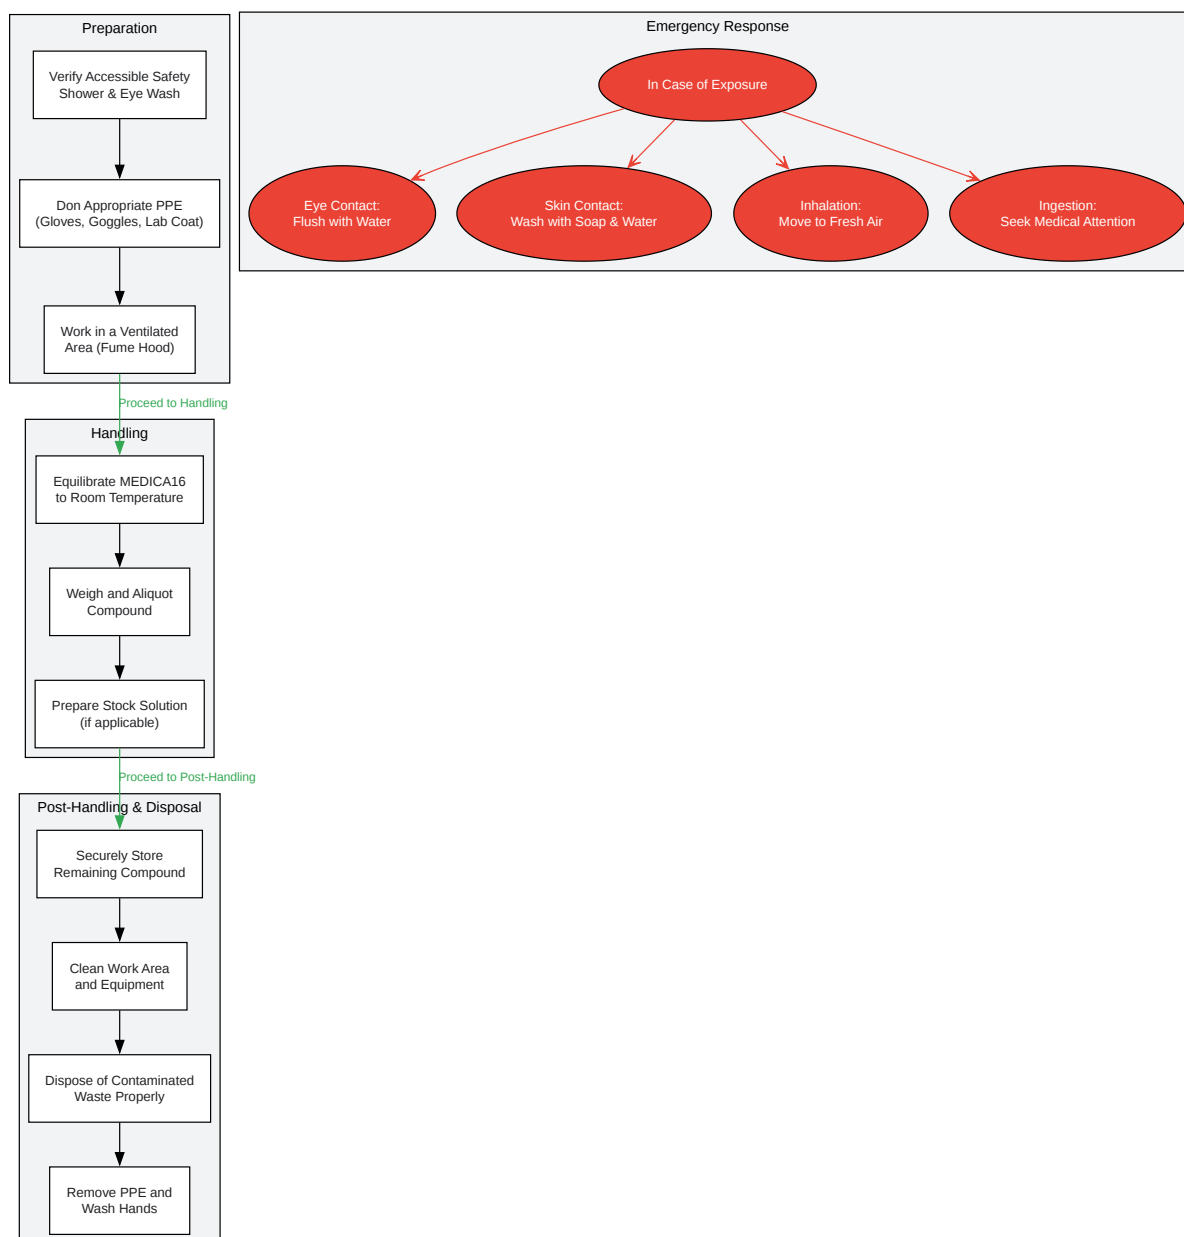 Preparation
Verify Accessible Safety
Shower & Eye Wash
Don Appropriate PPE
(Gloves, Goggles, Lab Coat)
Work in a Ventilated
Area (Fume Hood)
Proceed to Handling
Handling
Equilibrate MEDICA16
to Room Temperature
Weigh and Aliquot
Compound
Prepare Stock Solution
(if applicable)
Proceed to Post-Handling
Post-Handling & Disposal
Securely Store
Remaining Compound
Clean Work Area
and Equipment
Dispose of Contaminated
Waste Properly
Remove PPE and
Wash Hands
Emergency Response
In Case of Exposure
Eye Contact:
Flush with Water
Skin Contact:
Wash with Soap & Water
Inhalation:
Move to Fresh Air
Ingestion:
Seek Medical Attention